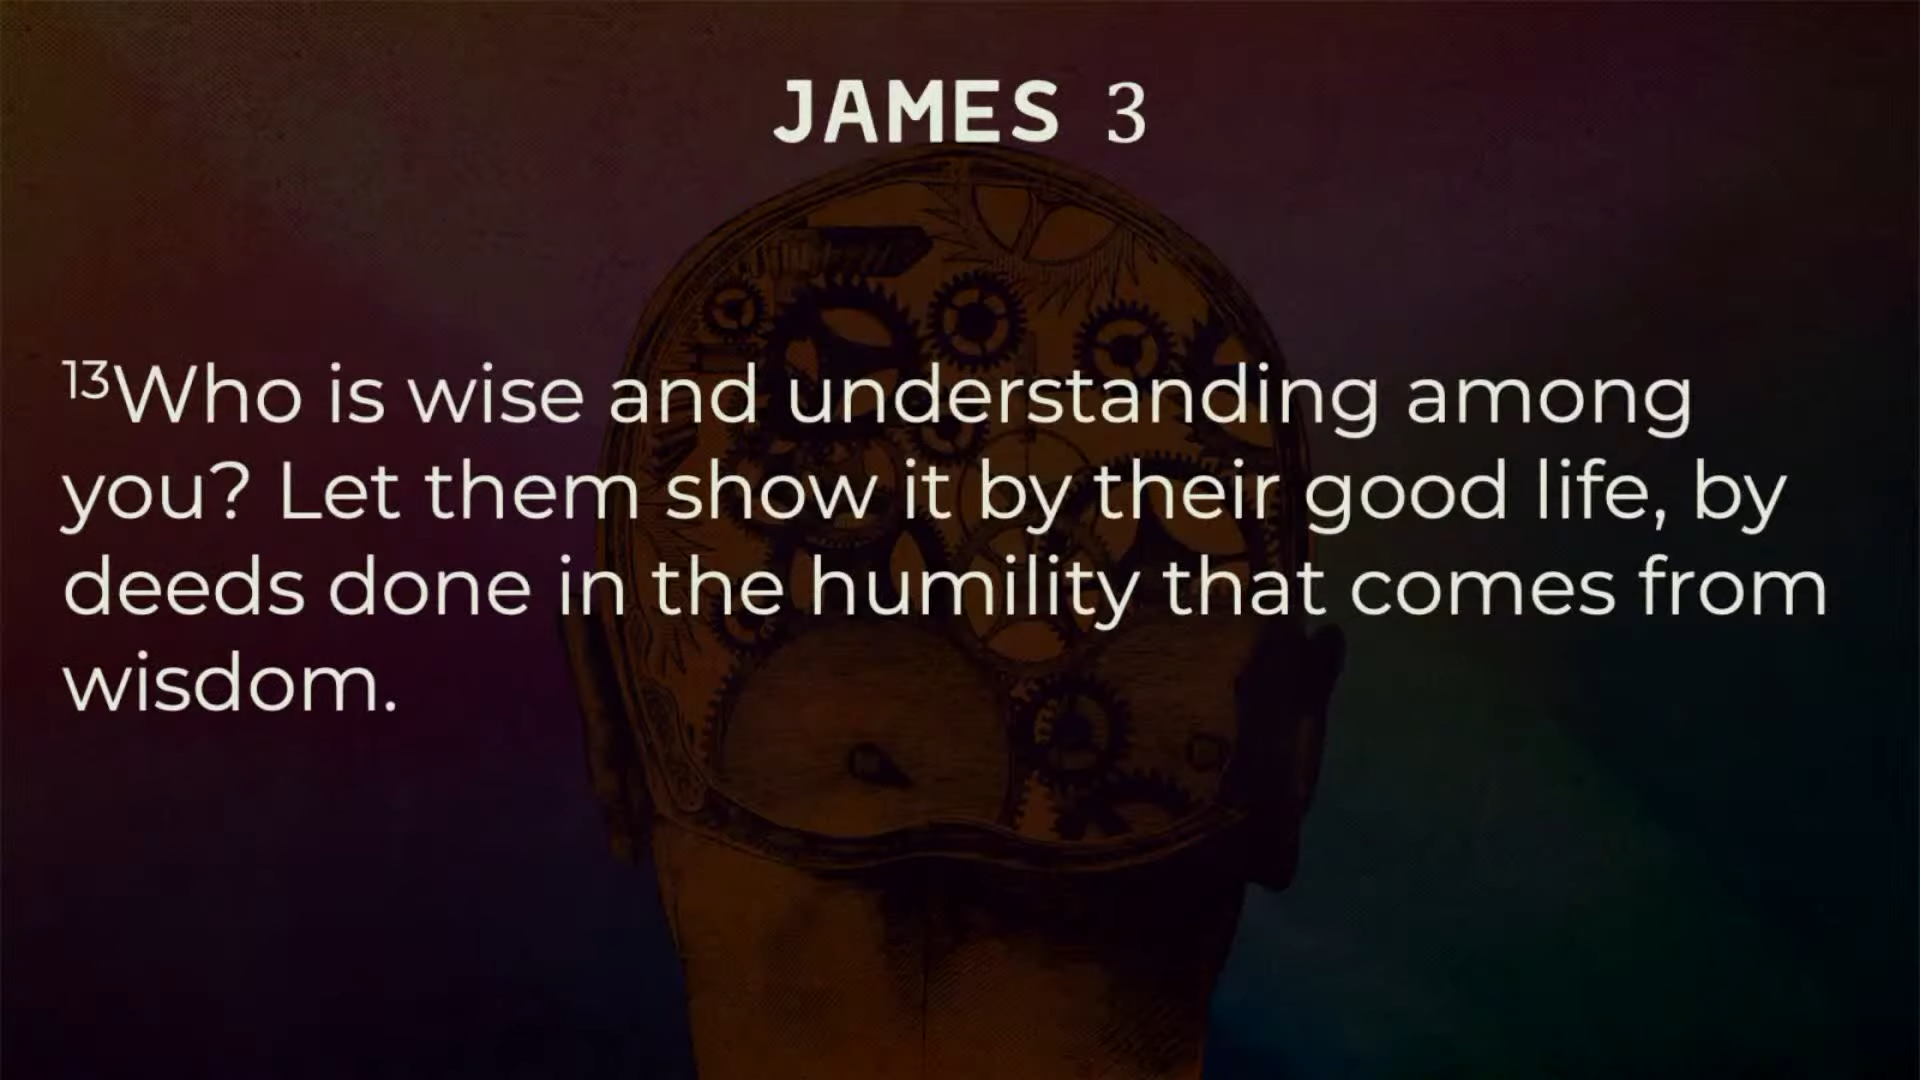 JAMES 3
13Who is wise and understanding among
you? Let them show it by their good life, by
deeds done in the humility that comes from
wisdom.